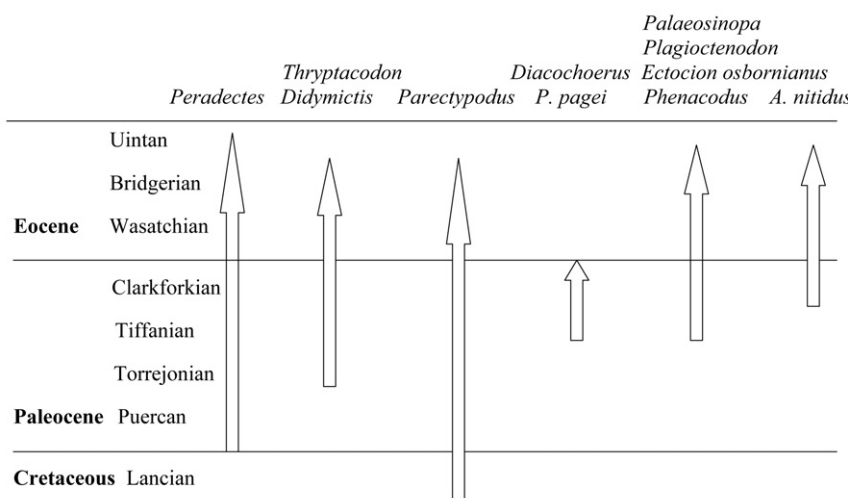 Palaeosinopa
Plagioctenodon
Thryptacodon Diacochoerus Ectocion osbornianus
Peradectes Didymictis Parectypodus P. pagei Phenacodus A. nitidus
Uintan
Bridgerian
Eocene Wasatchian
Clarkforkian
Tiffanian
Torrejonian
Paleocene Puercan
Cretaceous Lancian